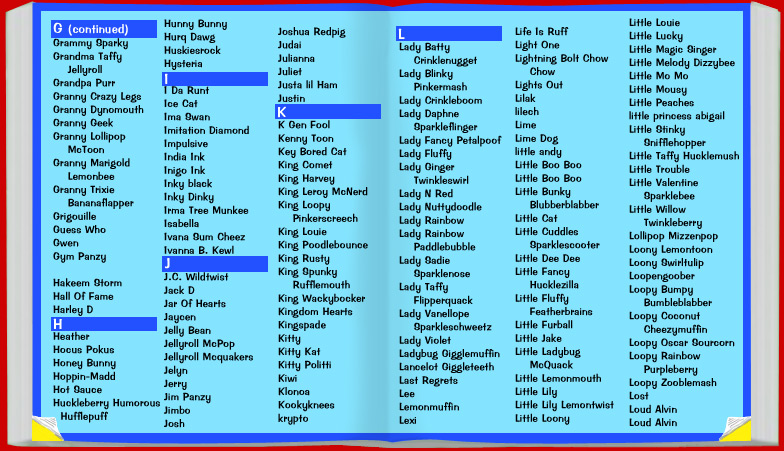 G (continued)
Grammy Sparky
Grandma Taffy
Jellyroll
Grandpa Purr
Granny Crazy Legs
Granny Dynomouth
Granny Geek
Granny Lollipop
McToon
Granny Marigold
Lemonbee
Granny Trixie
Bananaflapper
Grigouille
Guess Who
Gwen
Gym Panzy
Hakeem Storm
Hall Of Fame
Harley D
H
Heather
Hocus Pokus
Honey Bunny
Hoppin-Madd
Hot Sauce
Huckleberry Humorous
Hufflepuff
Hunny Bunny
Hurq Dawg
Huskiesrock
Hysteria
I
I Da Runt
Ice Cat
Ima Swan
Imitation Diamond
Impulsive
India Ink
Inigo Ink
Inky black
Inky Dinky
Irma Tree Munkee
Isabella
Ivana Gum Cheez
Ivanna B. Kewl
J
J.C. Wildtwist
Jack D
Jar Of Hearts
Jaycen
Jelly Bean
Jellyroll McPop
Jellyroll Mcquakers
Jelyn
Jerry
Jim Panzy
Jimbo
Josh
Joshua Redpig
Judai
Julianna
Juliet
Justa lil Ham
Justin
K
K Gen Fool
Kenny Toon
Key Bored Cat
King Comet
King Harvey
King Leroy McNerd
King Loopy
Pinkerscreech
King Louie
King Poodlebounce
King Rusty
King Spunky
Rufflemouth
King Wackybocker
Kingdom Hearts
Kingspade
Kitty
Kitty Kat
Kitty Politti
Kiwi
Klonoa
Kookyknees
krypto
L
Lady Batty
Crinklenugget
Lady Blinky
Pinkermash
Lady Crinkleboom
Lady Daphne
Sparkleflinger
Lady Fancy Petalpoof
Lady Fluffy
Lady Ginger
Twinkleswirl
Lady N Red
Lady Nuttydoodle
Lady Rainbow
Lady Rainbow
Paddlebubble
Lady Sadie
Sparklenose
Lady Taffy
Flipperquack
Lady Vanellope
Sparkleschweetz
Lady Violet
Ladybug Gigglemuffin
Lancelot Giggleteeth
Last Regrets
Lee
Lemonmuffin
Lexi
Life Is Ruff
Light One
Lightning Bolt Chow
Chow
Lights Out
Lilak
lilech
Lime
Lime Dog
little andy
Little Boo Boo
Little Boo Boo
Little Bunky
Blubberblabber
Little Cat
Little Cuddles
Sparklescooter
Little Dee Dee
Little Fancy
Hucklezilla
Little Fluffy
Featherbrains
Little Furball
Little Jake
Little Ladybug
McQuack
Little Lemonmouth
Little Lily
Little Lily Lemontwist
Little Loony
Little Louie
Little Lucky
Little Magic Singer
Little Melody Dizzybee
Little Mo Mo
Little Mousy
Little Peaches
little princess abigail
Little Stinky
Snifflehopper
Little Taffy Hucklemush
Little Trouble
Little Valentine
Sparklebee
Little Willow
Twinkleberry
Lollipop Mizzenpop
Loony Lemontoon
Loony Swirltulip
Loopengoober
Loopy Bumpy
Bumbleblabber
Loopy Coconut
Cheezymuffin
Loopy Oscar Sourcorn
Loopy Rainbow
Purpleberry
Loopy Zooblemash
Lost
Loud Alvin
Loud Alvin